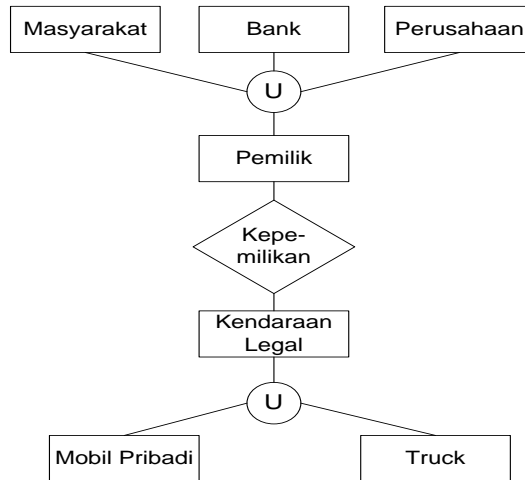 Masyarakat
Bank
Perusahaan
U
Pemilik
Kepe-
milikan
Kendaraan
Legal
U
Mobil Pribadi
Truck